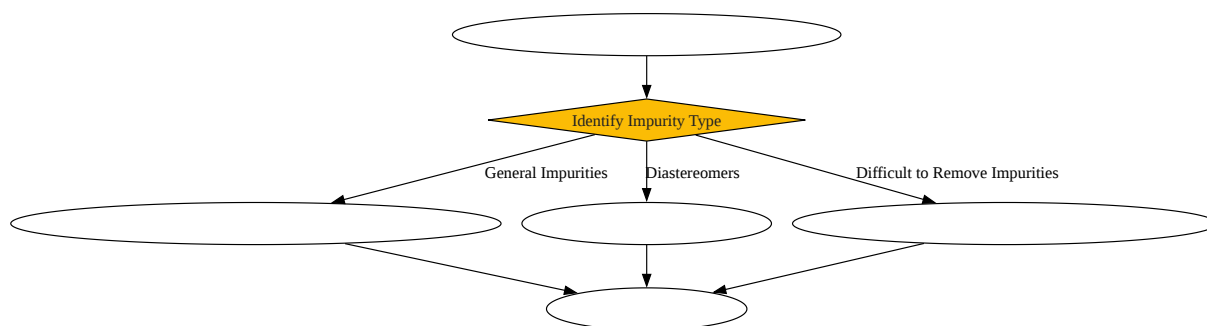 Identify Impurity Type
General Impurities
Diastereomers
Difficult to Remove Impurities